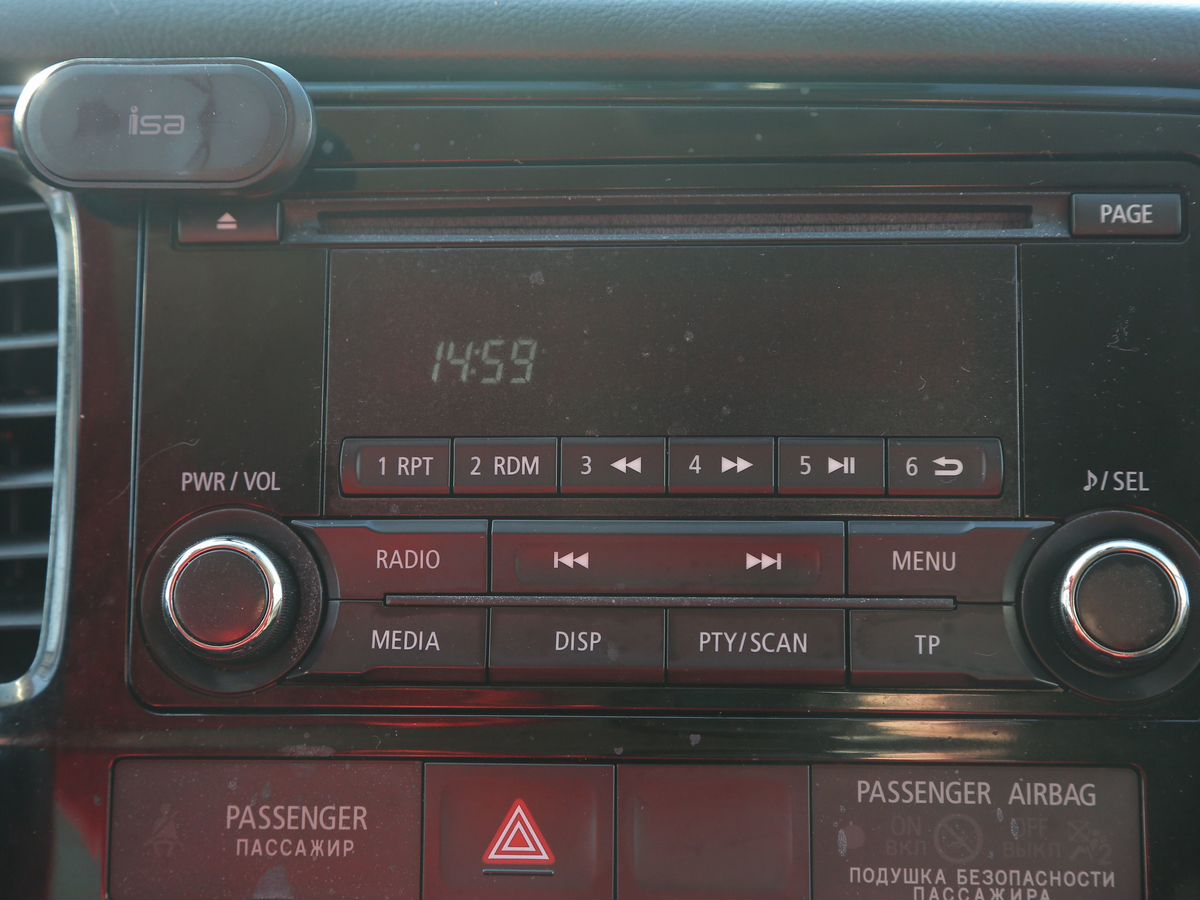 isa
PAGE
14:59
1 RPT
2 RDM
3
4
5
6
PWR / VOL
/ SEL
RADIO
MENU
MEDIA
DISP
PTY/SCAN
TP
PASSENGER
ПАССАЖИР
PASSENGER AIRBAG
ON OFF
ВКЛ ВЫКЛ 2
ПОДУШКА БЕЗОПАСНОСТИ
ПАССАЖИРА